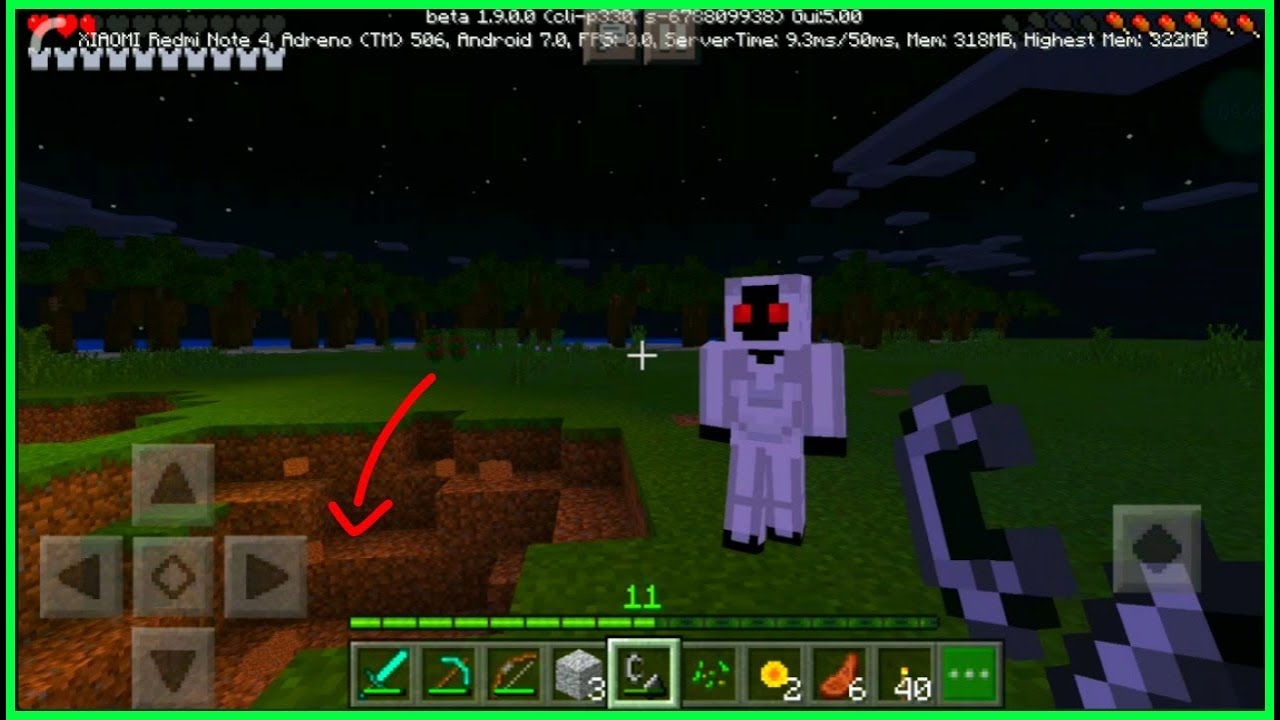 beta 1.9.0.0 (cli-p330, s-678809938) Gui:5.00
XIAOMI Redmi Note 4, Adreno (TM) 506, Android 7.0, FPS: 0.0, ServerTime: 9.3ms/50ms, Mem: 318MB, Highest Mem: 322MB
11
3 2 6 40